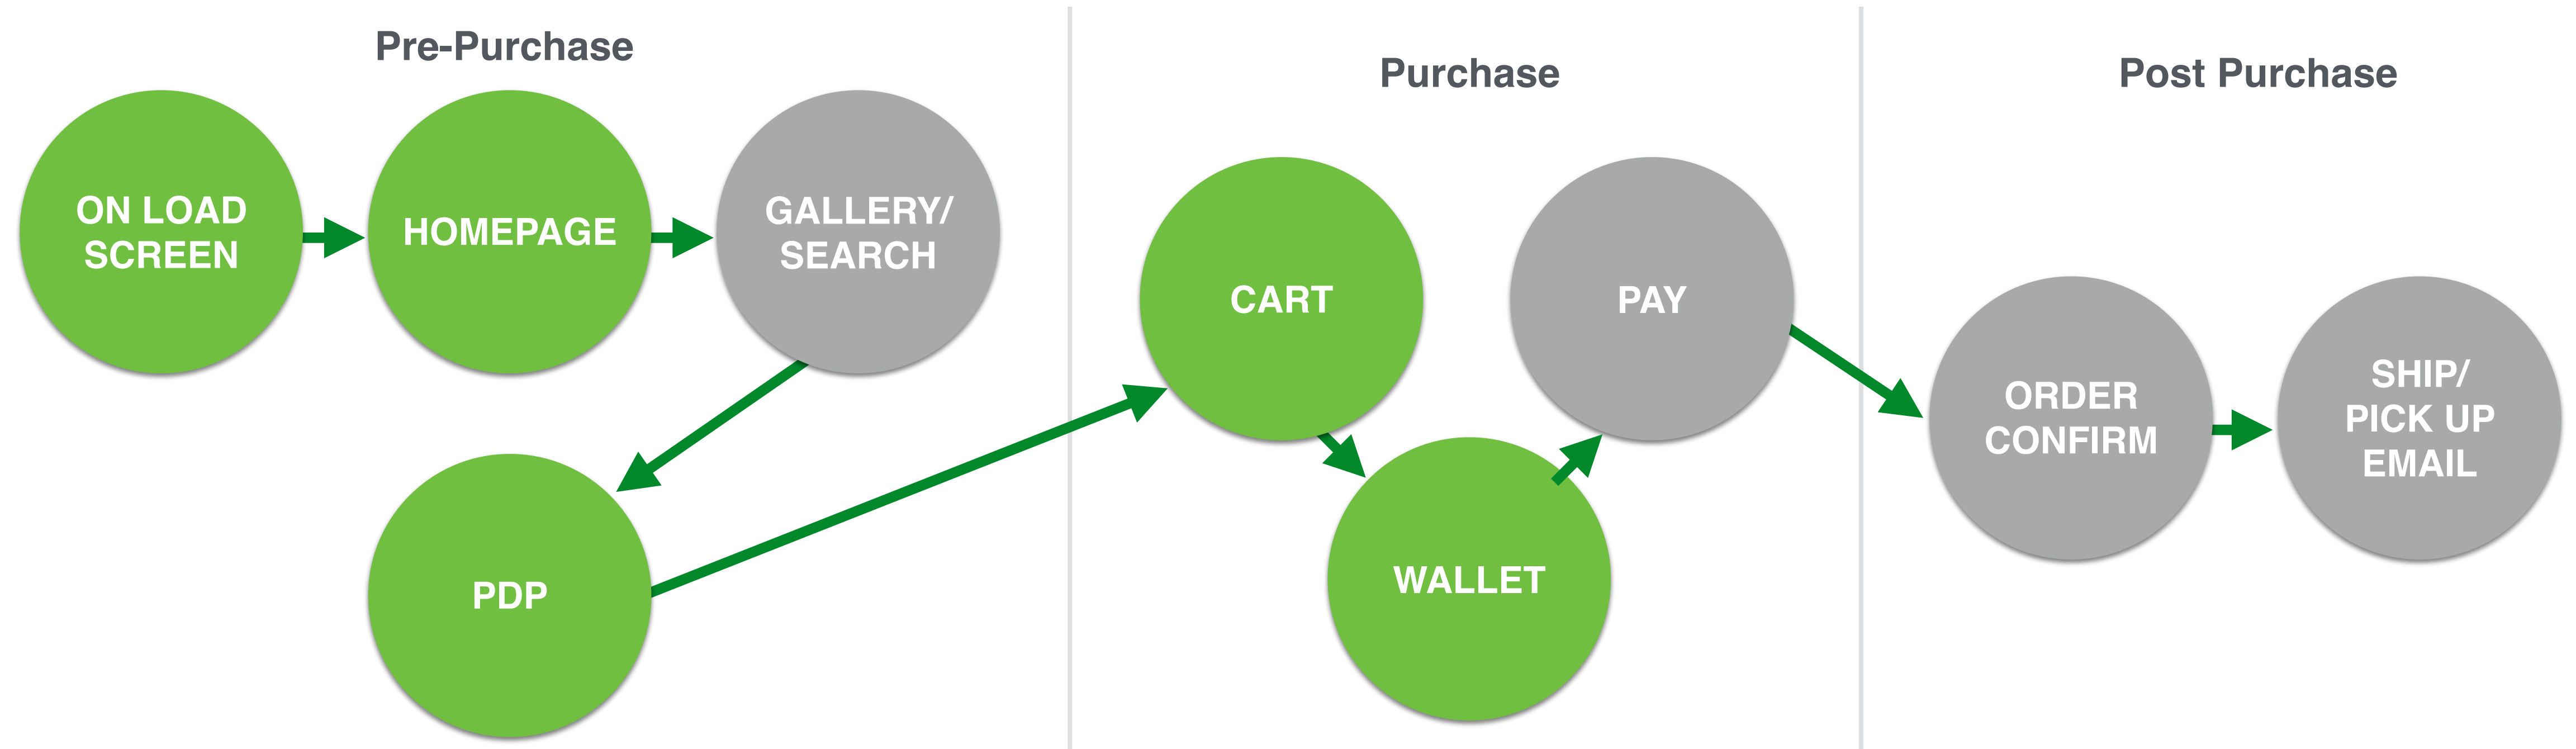 Pre-Purchase
ON LOAD
SCREEN
HOMEPAGE
GALLERY/
SEARCH
PDP
Purchase
CART
WALLET
PAY
Post Purchase
ORDER
CONFIRM
SHIP/
PICK UP
EMAIL